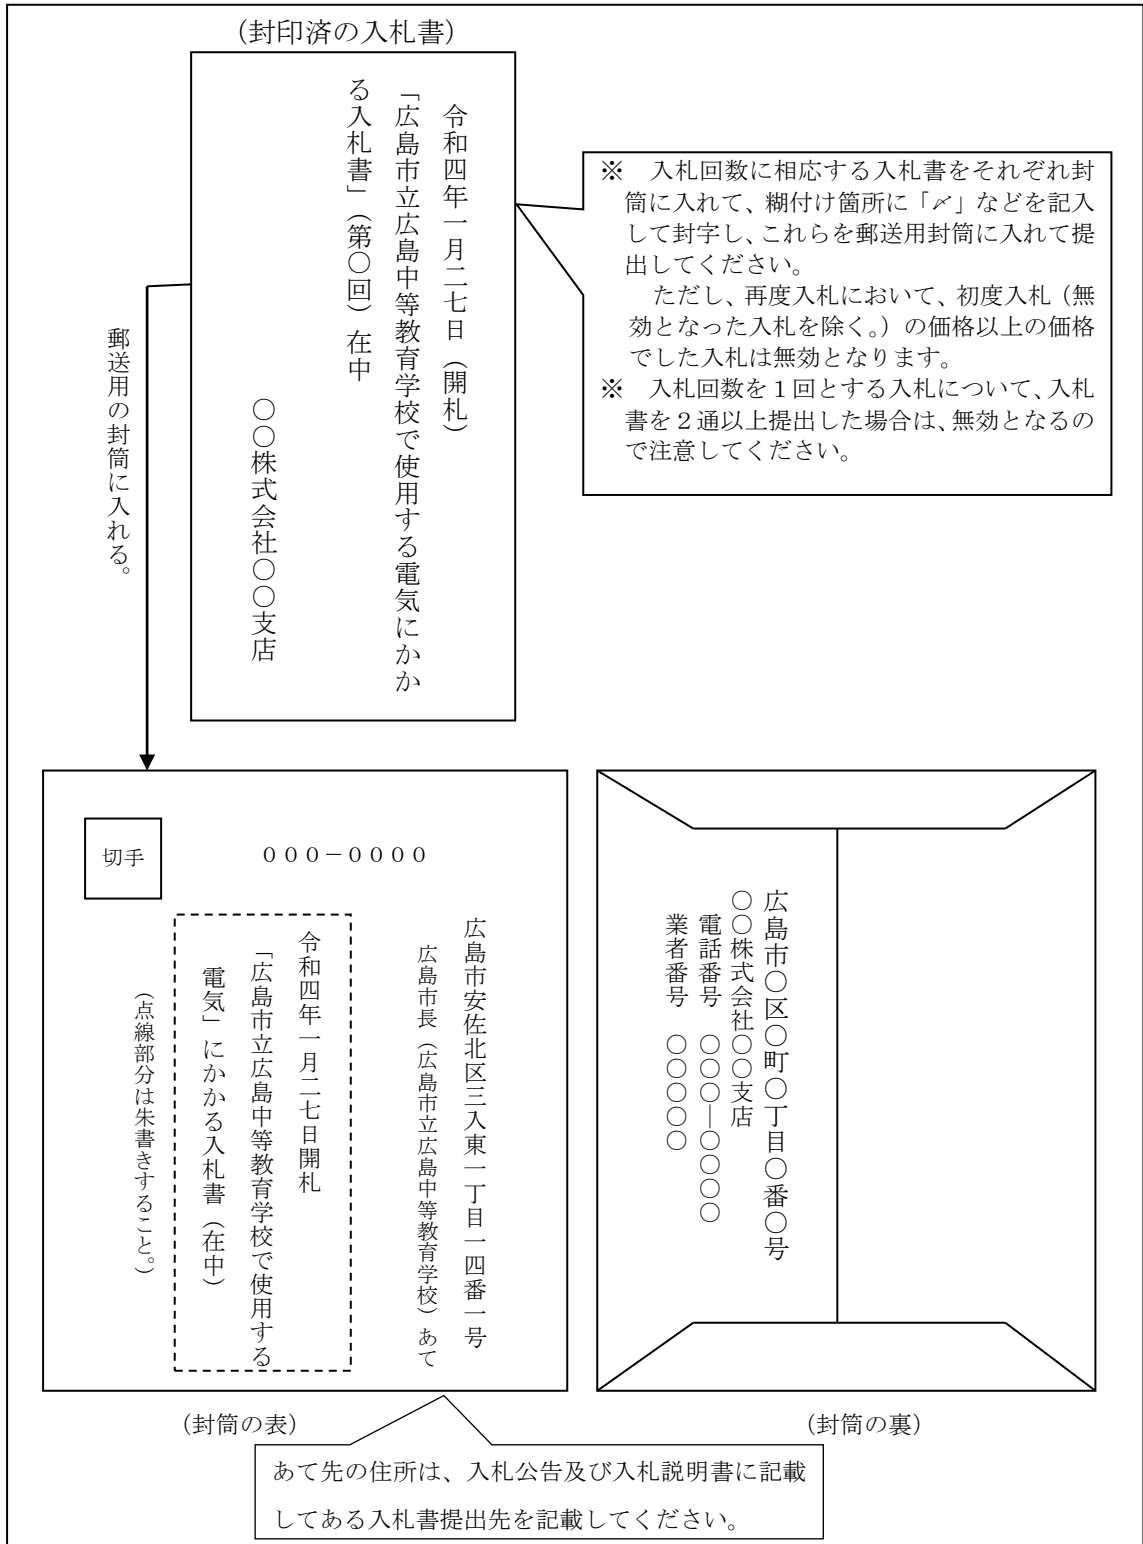 (封印済の入札書)
令和四年一月二七日（開札）
「広島市立広島中等教育学校で使用する電気にかか
る入札書」（第〇回）在中
〇〇株式会社〇〇支店
※　入札回数に相応する入札書をそれぞれ封
筒に入れて、糊付け箇所に「〆」などを記入
して封字し、これらを郵送用封筒に入れて提
出してください。
ただし、再度入札において、初度入札（無
効となった入札を除く。）の価格以上の価格
でした入札は無効となります。
※　入札回数を１回とする入札について、入札
書を２通以上提出した場合は、無効となるの
で注意してください。
郵送用の封筒に入れる。
切手
０００－００００
広島市安佐北区三入東一丁目一四番一号
広島市長（広島市立広島中等教育学校）あて
令和四年一月二七日開札
「広島市立広島中等教育学校で使用する
電気」にかかる入札書（在中）
（点線部分は朱書きすること。）
広島市〇区〇町〇丁目〇番〇号
〇〇株式会社〇〇支店
電話番号　〇〇〇―〇〇〇〇
業者番号　〇〇〇〇〇
(封筒の表)
(封筒の裏)
あて先の住所は、入札公告及び入札説明書に記載
してある入札書提出先を記載してください。